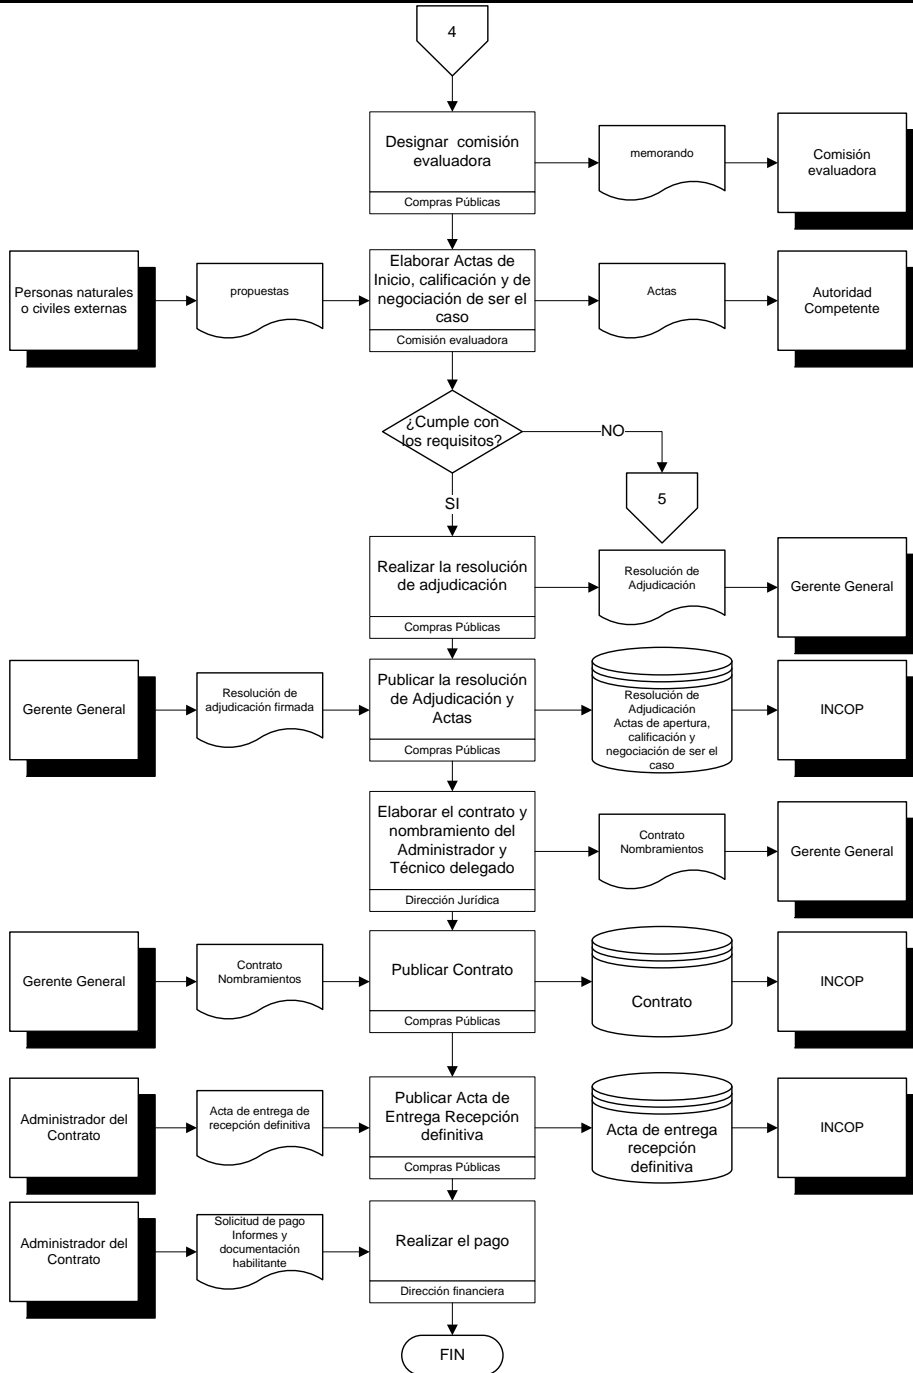 4
Designar comisión
evaluadora
Compras Públicas
memorando
Comisión
evaluadora
Personas naturales
o civiles externas
propuestas
Elaborar Actas de
Inicio, calificación y de
negociación de ser el
caso
Comisión evaluadora
Actas
Autoridad
Competente
¿Cumple con
los requisitos?
NO
5
SI
Realizar la resolución
de adjudicación
Compras Públicas
Resolución de
Adjudicación
Gerente General
Gerente General
Resolución de
adjudicación firmada
Publicar la resolución
de Adjudicación y
Actas
Compras Públicas
Resolución de
Adjudicación
Actas de apertura,
calificación y
negociación de ser el
caso
INCOP
Elaborar el contrato y
nombramiento del
Administrador y
Técnico delegado
Dirección Jurídica
Contrato
Nombramientos
Gerente General
Gerente General
Contrato
Nombramientos
Publicar Contrato
Compras Públicas
Contrato
INCOP
Administrador del
Contrato
Acta de entrega de
recepción definitiva
Publicar Acta de
Entrega Recepción
definitiva
Compras Públicas
Acta de entrega
recepción
definitiva
INCOP
Administrador del
Contrato
Solicitud de pago
Informes y
documentación
habilitante
Realizar el pago
Dirección financiera
FIN